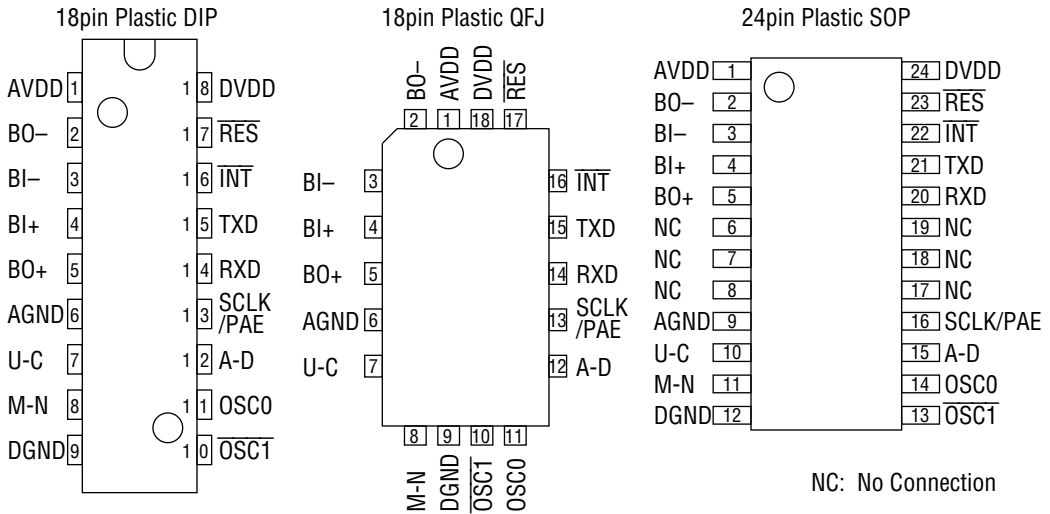 18pin Plastic DIP
AVDD 1 18 DVDD
BO– 2 17 RES
BI– 3 16 INT
BI+ 4 15 TXD
BO+ 5 14 RXD
AGND 6 13 SCLK
/PAE
U-C 7 12 A-D
M-N 8 11 OSC0
DGND 9 10 OSC1
18pin Plastic QFJ
BO– AVDD DVDD RES
2 1 18 17
BI– 3 16 INT
BI+ 4 15 TXD
BO+ 5 14 RXD
AGND 6 13 SCLK
/PAE
U-C 7 12 A-D
8 9 10 11
M-N DGND OSC1 OSC0
24pin Plastic SOP
AVDD 1 24 DVDD
BO– 2 23 RES
BI– 3 22 INT
BI+ 4 21 TXD
BO+ 5 20 RXD
NC 6 19 NC
NC 7 18 NC
NC 8 17 NC
AGND 9 16 SCLK/PAE
U-C 10 15 A-D
M-N 11 14 OSC0
DGND 12 13 OSC1
NC: No Connection